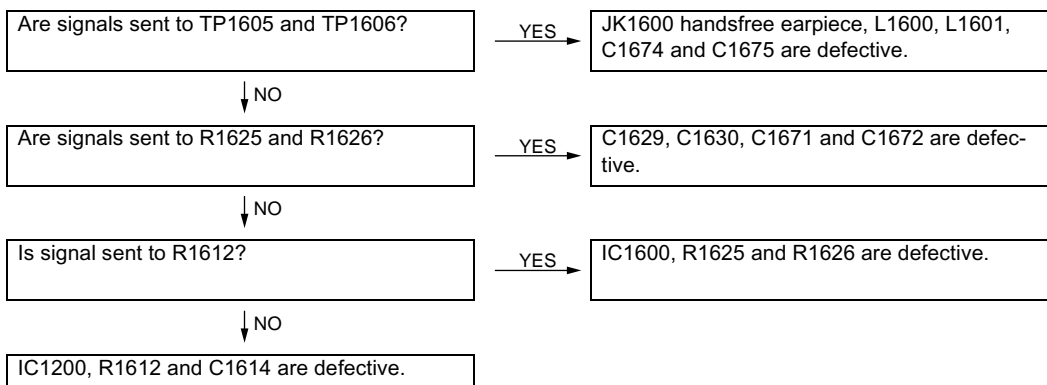 Are signals sent to TP1605 and TP1606?
YES
JK1600 handsfree earpiece, L1600, L1601,
C1674 and C1675 are defective.
NO
Are signals sent to R1625 and R1626?
YES
C1629, C1630, C1671 and C1672 are defec-
tive.
NO
Is signal sent to R1612?
YES
IC1600, R1625 and R1626 are defective.
NO
IC1200, R1612 and C1614 are defective.